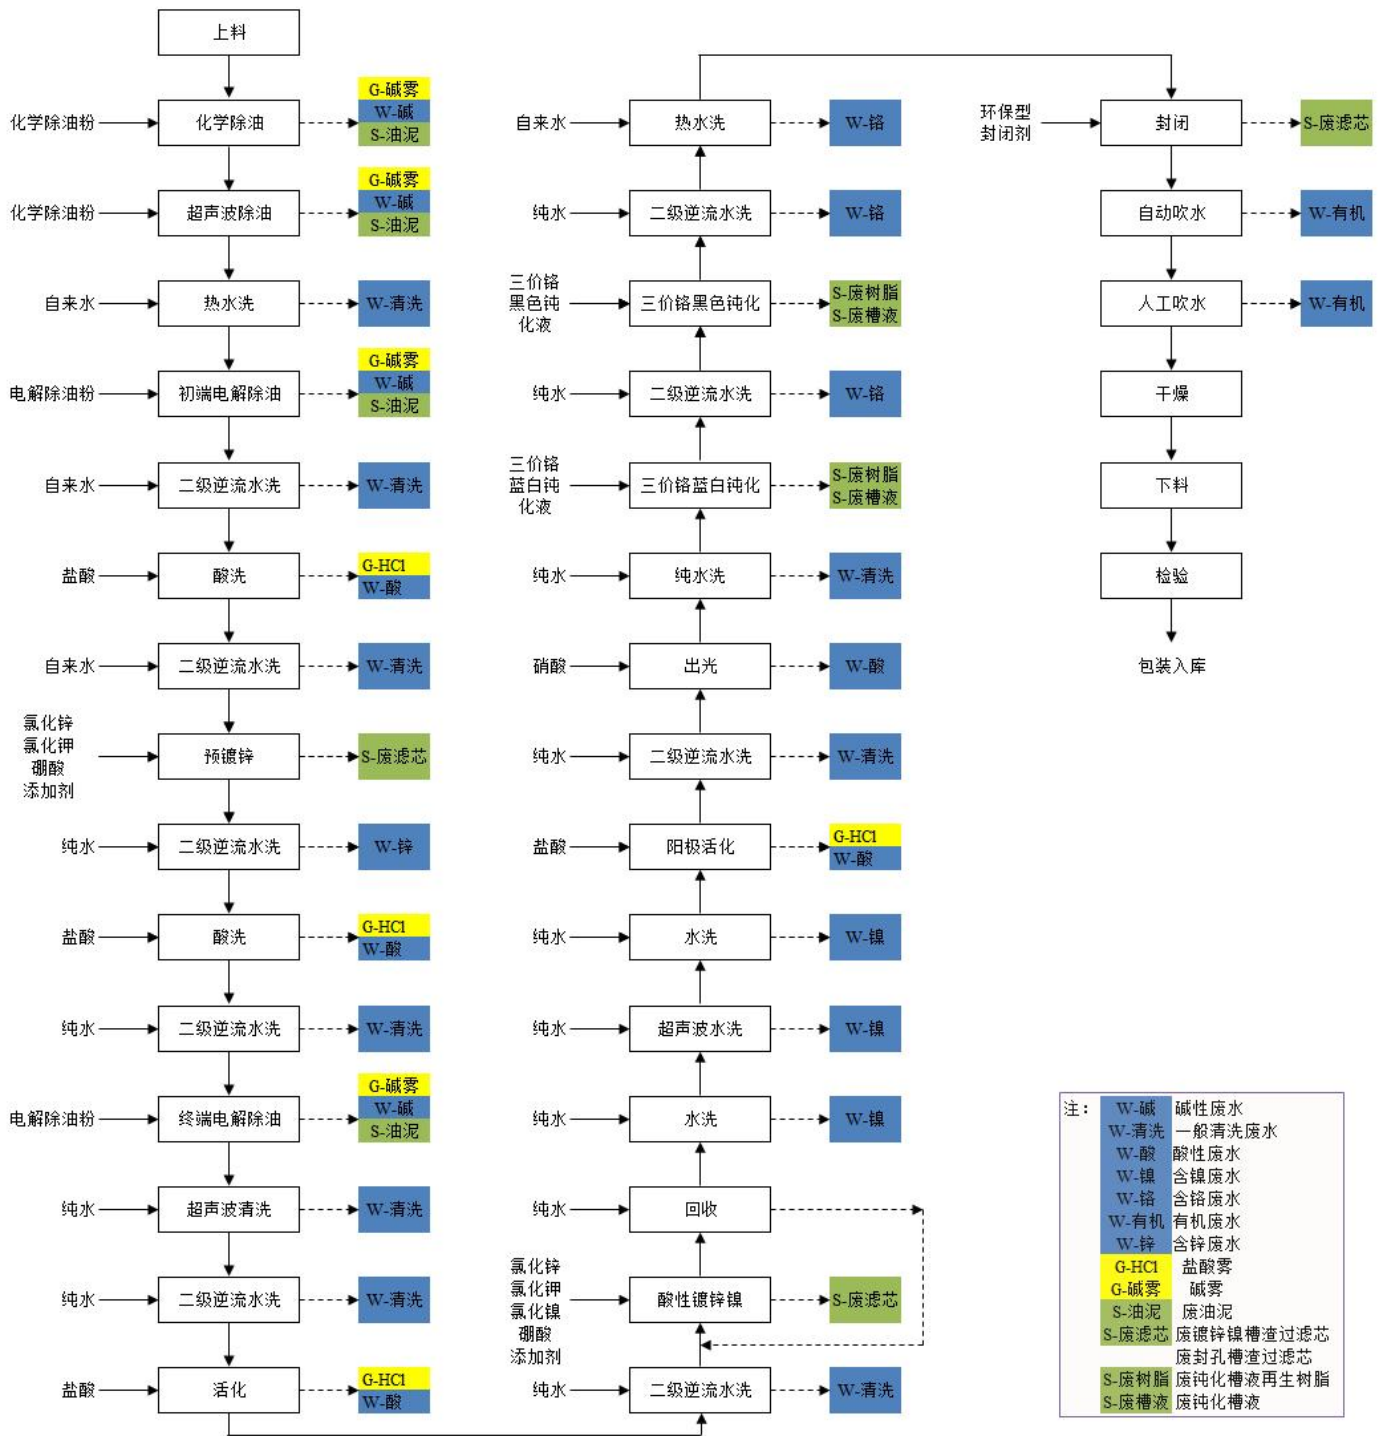 上料
化学除油粉
化学除油
G-碱雾
W-碱
S-油泥
化学除油粉
超声波除油
G-碱雾
W-碱
S-油泥
自来水
热水洗
W-清洗
电解除油粉
初端电解除油
G-碱雾
W-碱
S-油泥
自来水
二级逆流水洗
W-清洗
盐酸
酸洗
G-HCl
W-酸
自来水
二级逆流水洗
W-清洗
氯化锌
氯化钾
硼酸
添加剂
预镀锌
S-废滤芯
纯水
二级逆流水洗
W-锌
盐酸
酸洗
G-HCl
W-酸
纯水
二级逆流水洗
W-清洗
电解除油粉
终端电解除油
G-碱雾
W-碱
S-油泥
纯水
超声波清洗
W-清洗
纯水
二级逆流水洗
W-清洗
盐酸
活化
G-HCl
W-酸
自来水
热水洗
W-铬
纯水
二级逆流水洗
W-铬
三价铬
黑色钝
化液
三价铬黑色钝化
S-废树脂
S-废槽液
纯水
二级逆流水洗
W-铬
三价铬
蓝白钝
化液
三价铬蓝白钝化
S-废树脂
S-废槽液
纯水
纯水洗
W-清洗
硝酸
出光
W-酸
纯水
二级逆流水洗
W-清洗
盐酸
阳极活化
G-HCl
W-酸
纯水
水洗
W-镍
纯水
超声波水洗
W-镍
纯水
水洗
W-镍
纯水
回收
氯化锌
氯化钾
氯化镍
硼酸
添加剂
酸性镀锌镍
S-废滤芯
纯水
二级逆流水洗
W-清洗
环保型
封闭剂
封闭
S-废滤芯
自动吹水
W-有机
人工吹水
W-有机
干燥
下料
检验
包装入库
注：
W-碱 碱性废水
W-清洗 一般清洗废水
W-酸 酸性废水
W-镍 含镍废水
W-铬 含铬废水
W-有机 有机废水
W-锌 含锌废水
G-HCl 盐酸雾
G-碱雾 碱雾
S-油泥 废油泥
S-废滤芯 废镀锌镍槽渣过滤芯
废封孔槽渣过滤芯
S-废树脂 废钝化槽液再生树脂
S-废槽液 废钝化槽液